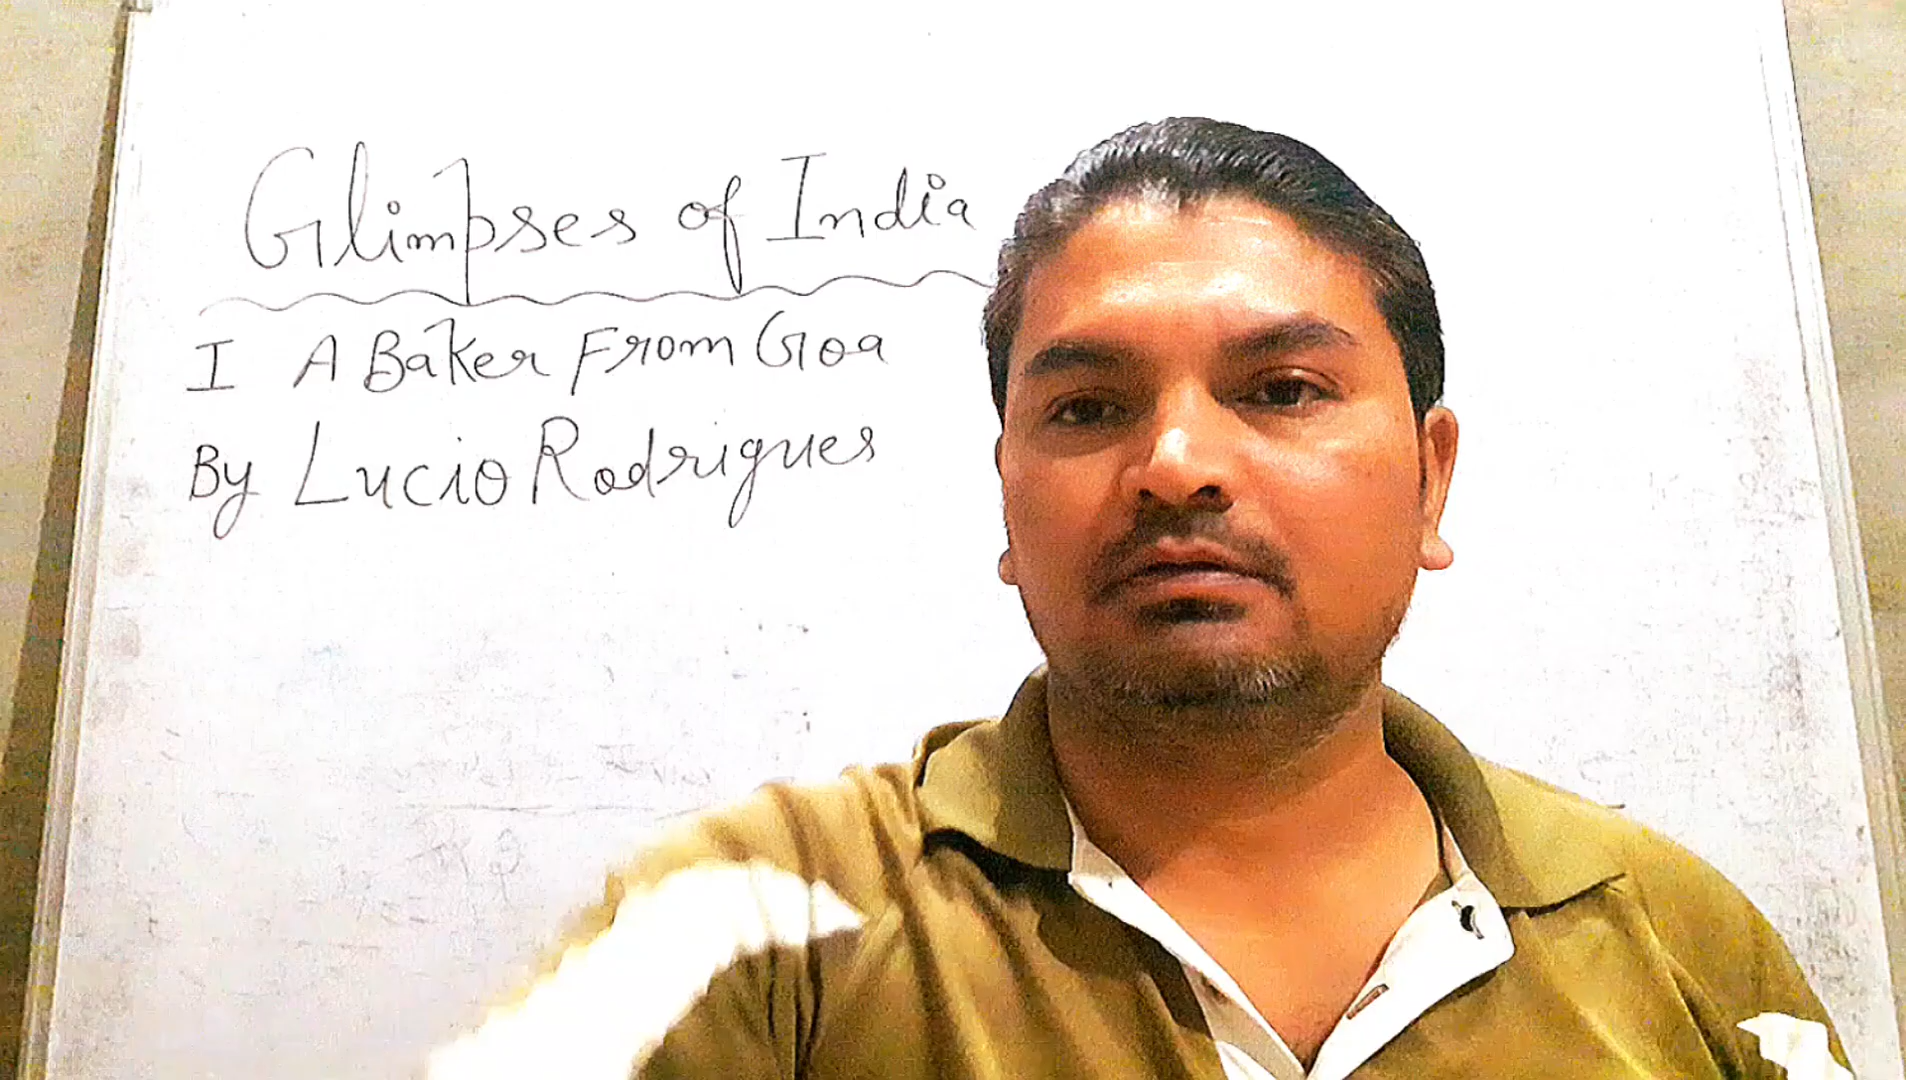 Glimpses of India
I A Baker From Goa
By Lucio Rodrigues